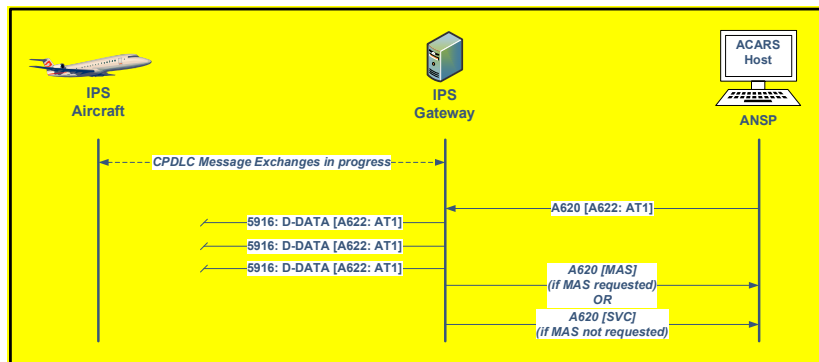 ACARS
Host
IPS
Aircraft
IPS
Gateway
ANSP
CPDLC Message Exchanges in progress
A620 [A622: AT1]
5916: D-DATA [A622: AT1]
5916: D-DATA [A622: AT1]
5916: D-DATA [A622: AT1]
A620 [MAS]
(if MAS requested)
OR
A620 [SVC]
(if MAS not requested)